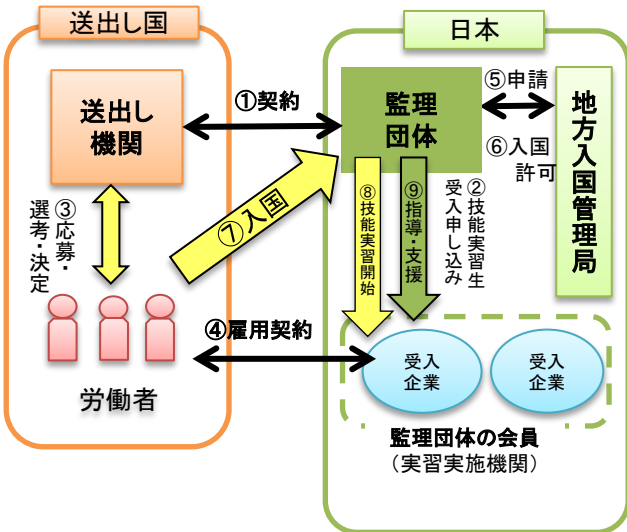 送出し国
日本
送出し
機関
①契約
監理
団体
⑤申請
⑥入国
許可
地方入国管理局
③応募・
選考・決定
⑦入国
⑧技能実習開始
⑨指導・支援
②技能実習生
受入申し込み
④雇用契約
労働者
受入
企業
受入
企業
監理団体の会員
（実習実施機関）